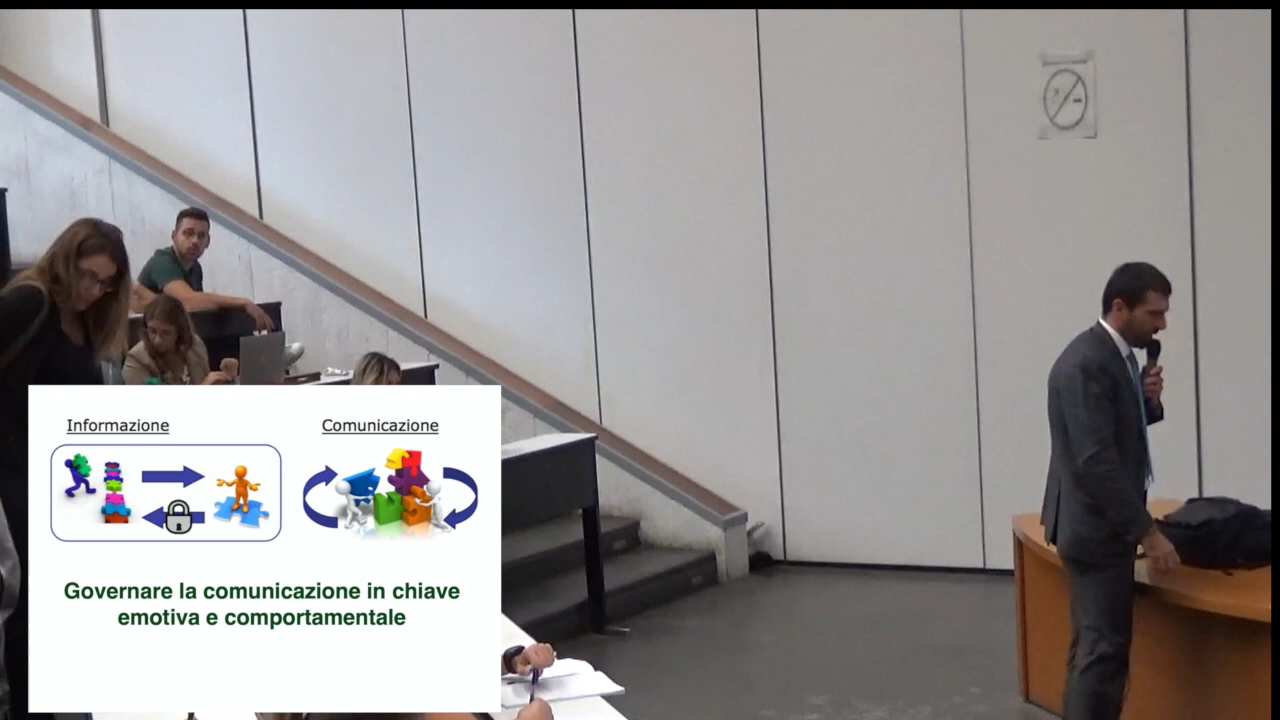 Informazione
Comunicazione
Governare la comunicazione in chiave
emotiva e comportamentale